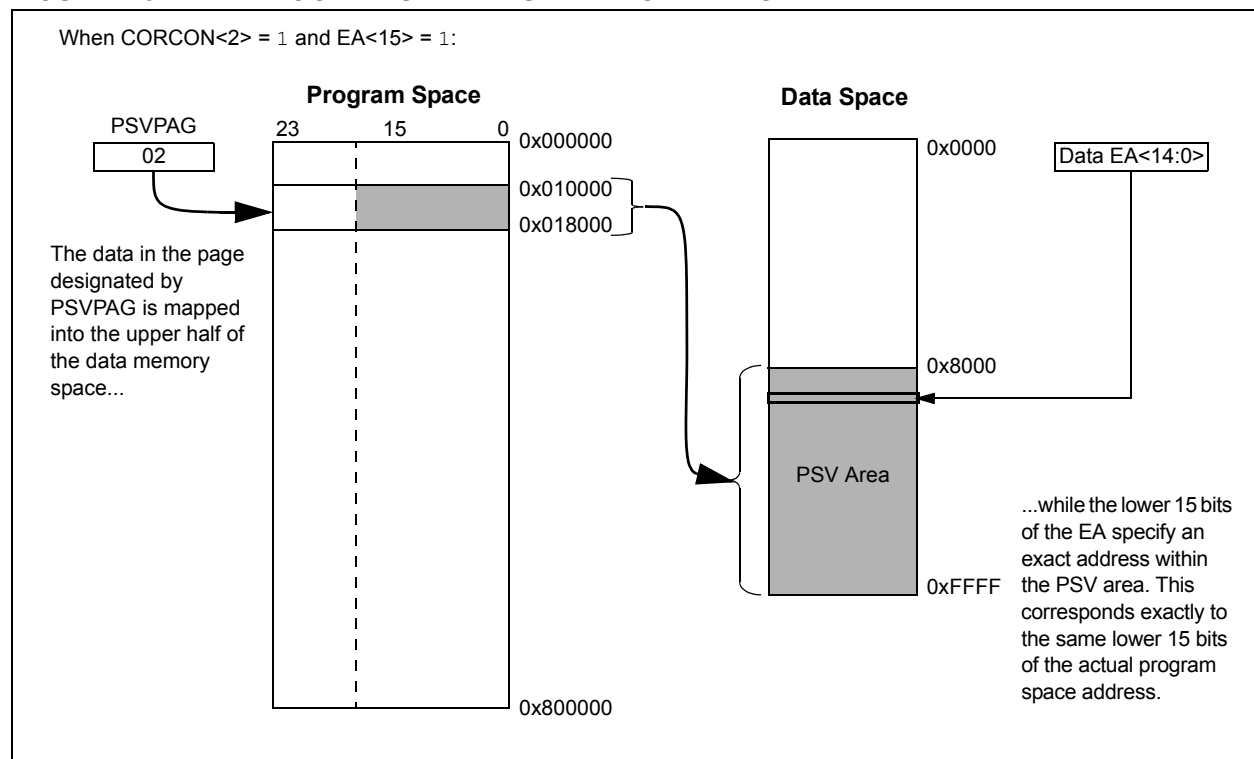 When CORCON<2> = 1 and EA<15> = 1:
Program Space
Data Space
PSVPAG
02
23 15 0
0x000000
0x010000
0x018000
0x800000
The data in the page
designated by
PSVPAG is mapped
into the upper half of
the data memory
space...
0x0000
Data EA<14:0>
0x8000
PSV Area
0xFFFF
...while the lower 15 bits
of the EA specify an
exact address within
the PSV area. This
corresponds exactly to
the same lower 15 bits
of the actual program
space address.